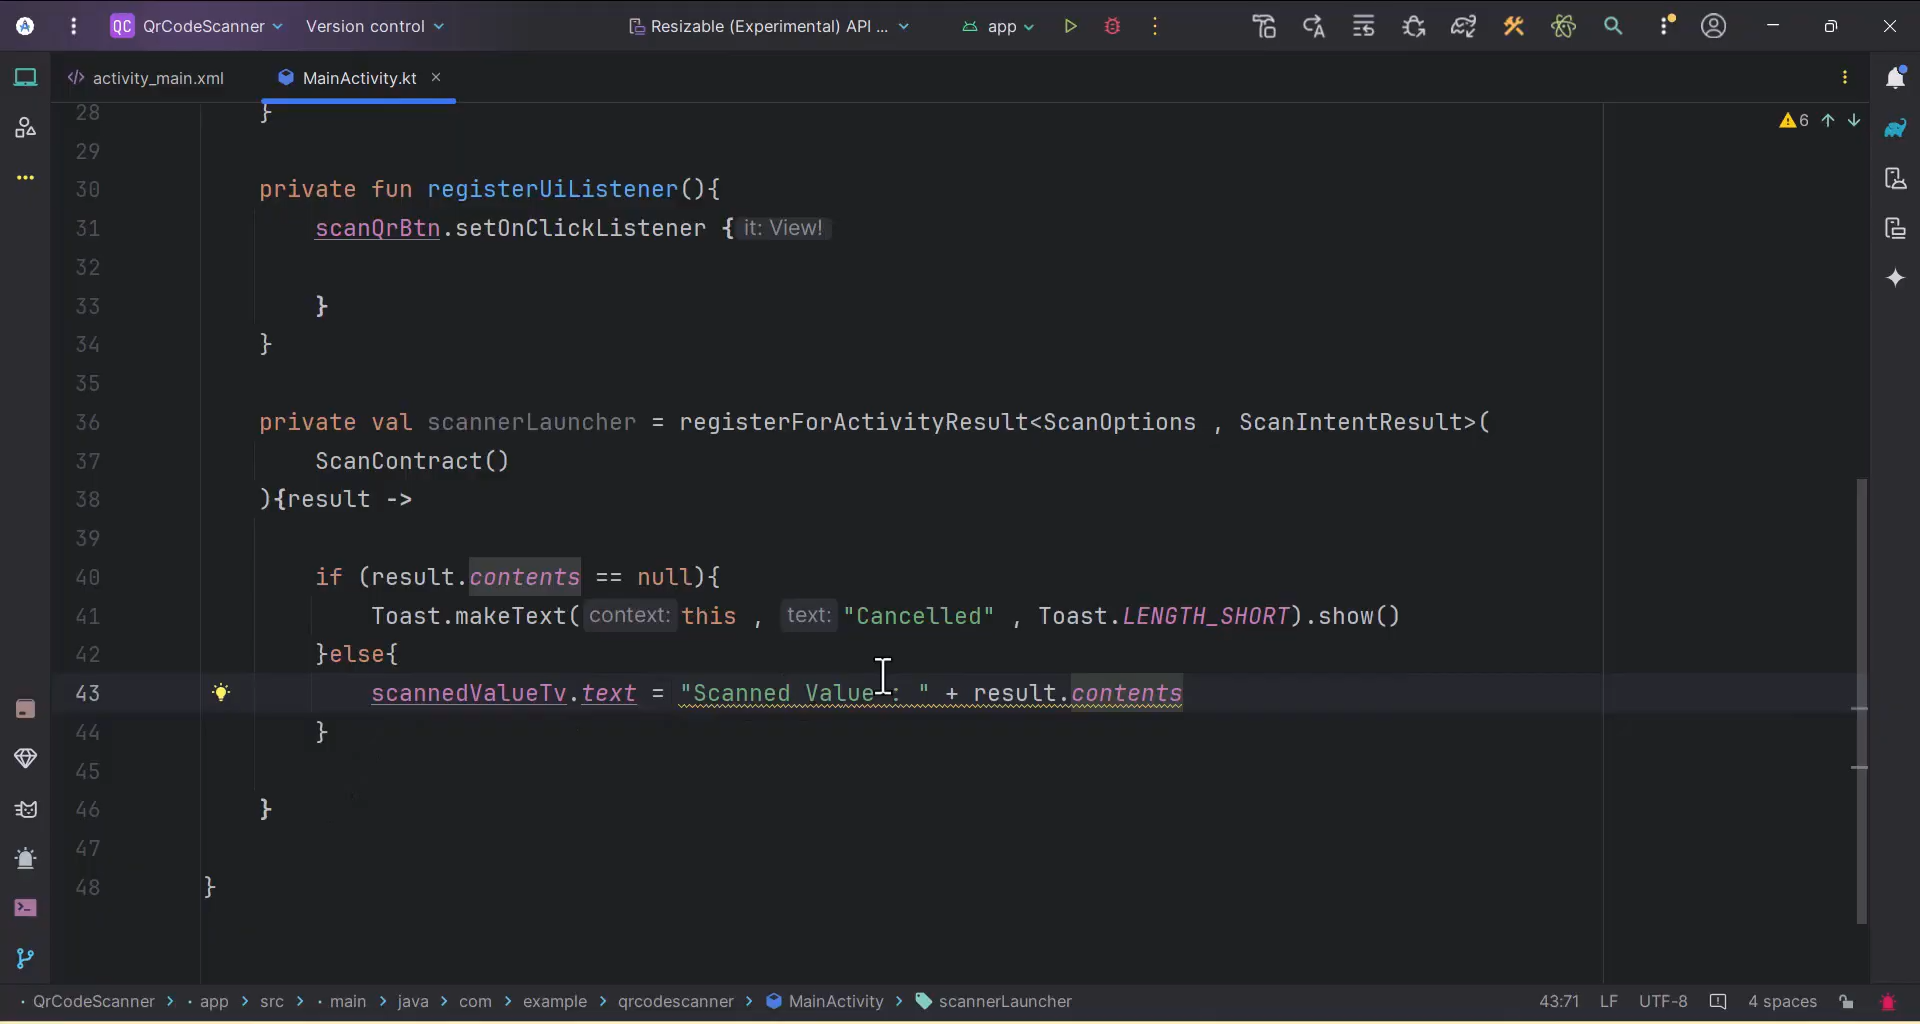 QC QrCodeScanner Version control Resizable (Experimental) API ... app
activity_main.xml MainActivity.kt
28 }
6
29
30 private fun registerUiListener(){
31 scanQrBtn.setOnClickListener { it: View!
32
33 }
34 }
35
36 private val scannerLauncher = registerForActivityResult<ScanOptions , ScanIntentResult>(
37 ScanContract()
38 ){result ->
39
40 if (result.contents == null){
41 Toast.makeText( context: this , text: "Cancelled" , Toast.LENGTH_SHORT).show()
42 }else{
43 scannedValueTv.text = "Scanned Value : " + result.contents
44 }
45
46 }
47
48 }
QrCodeScanner > app > src > main > java > com > example > qrcodescanner > MainActivity > scannerLauncher 43:71 LF UTF-8 4 spaces